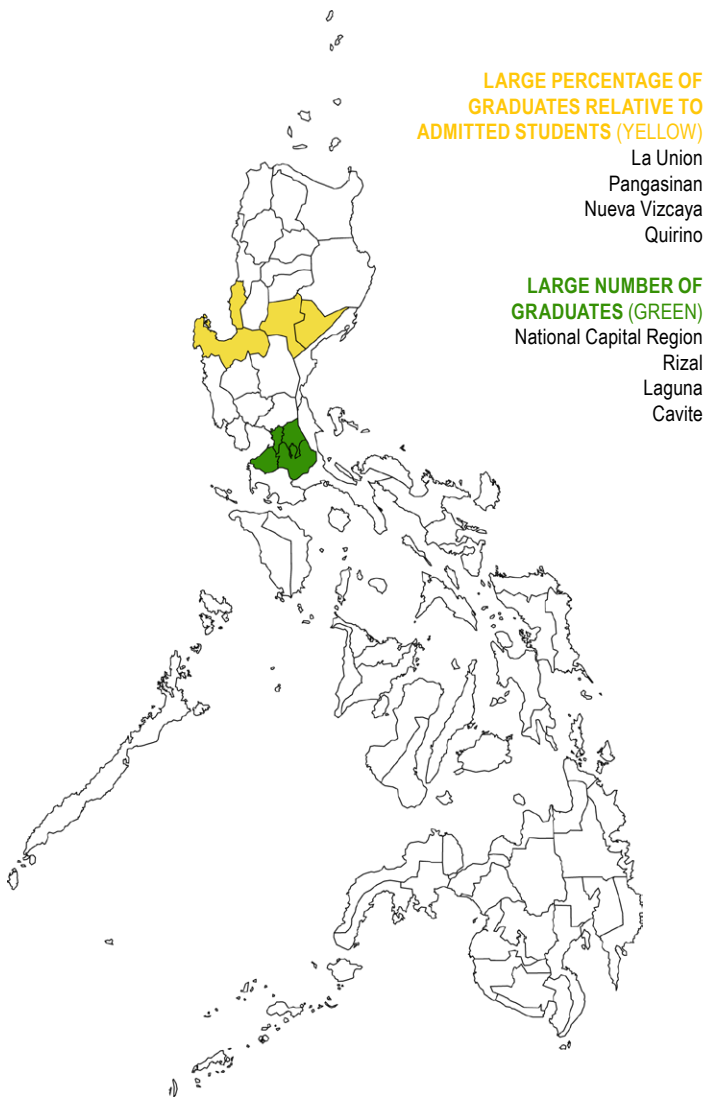 LARGE PERCENTAGE OF
GRADUATES RELATIVE TO
ADMITTED STUDENTS (YELLOW)
La Union
Pangasinan
Nueva Vizcaya
Quirino
LARGE NUMBER OF
GRADUATES (GREEN)
National Capital Region
Rizal
Laguna
Cavite